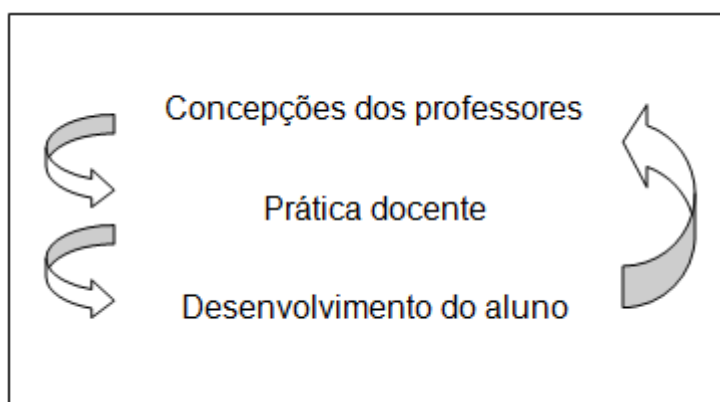 Concepções dos professores
Prática docente
Desenvolvimento do aluno